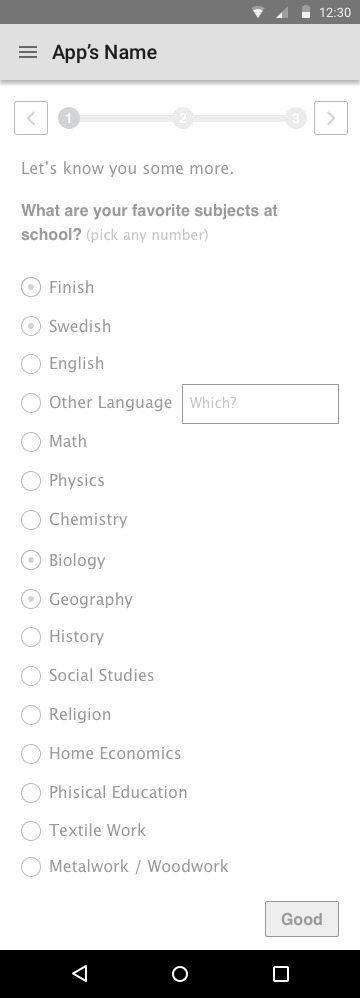 12:30
App's Name
1 2 3
Let's know you some more.
What are your favorite subjects at
school? (pick any number)
Finish
Swedish
English
Other Language Which?
Math
Physics
Chemistry
Biology
Geography
History
Social Studies
Religion
Home Economics
Phisical Education
Textile Work
Metalwork / Woodwork
Good